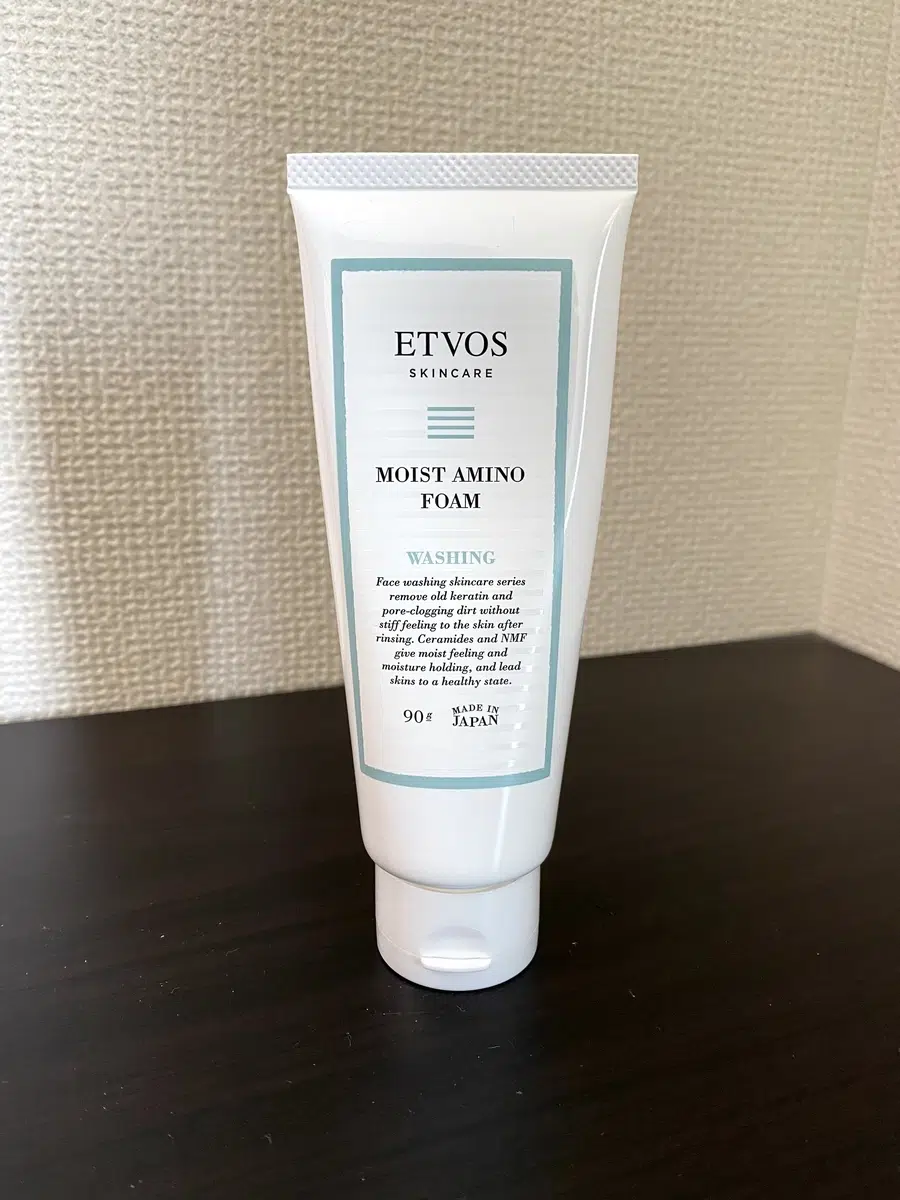 ETVOS
SKINCARE
MOIST AMINO
FOAM
WASHING
Face washing skincare series
remove old keratin and
pore-clogging dirt without
stiff feeling to the skin after
rinsing. Ceramides and NMF
give moist feeling and
moisture holding, and lead
skins to a healthy state.
90g MADE IN
JAPAN